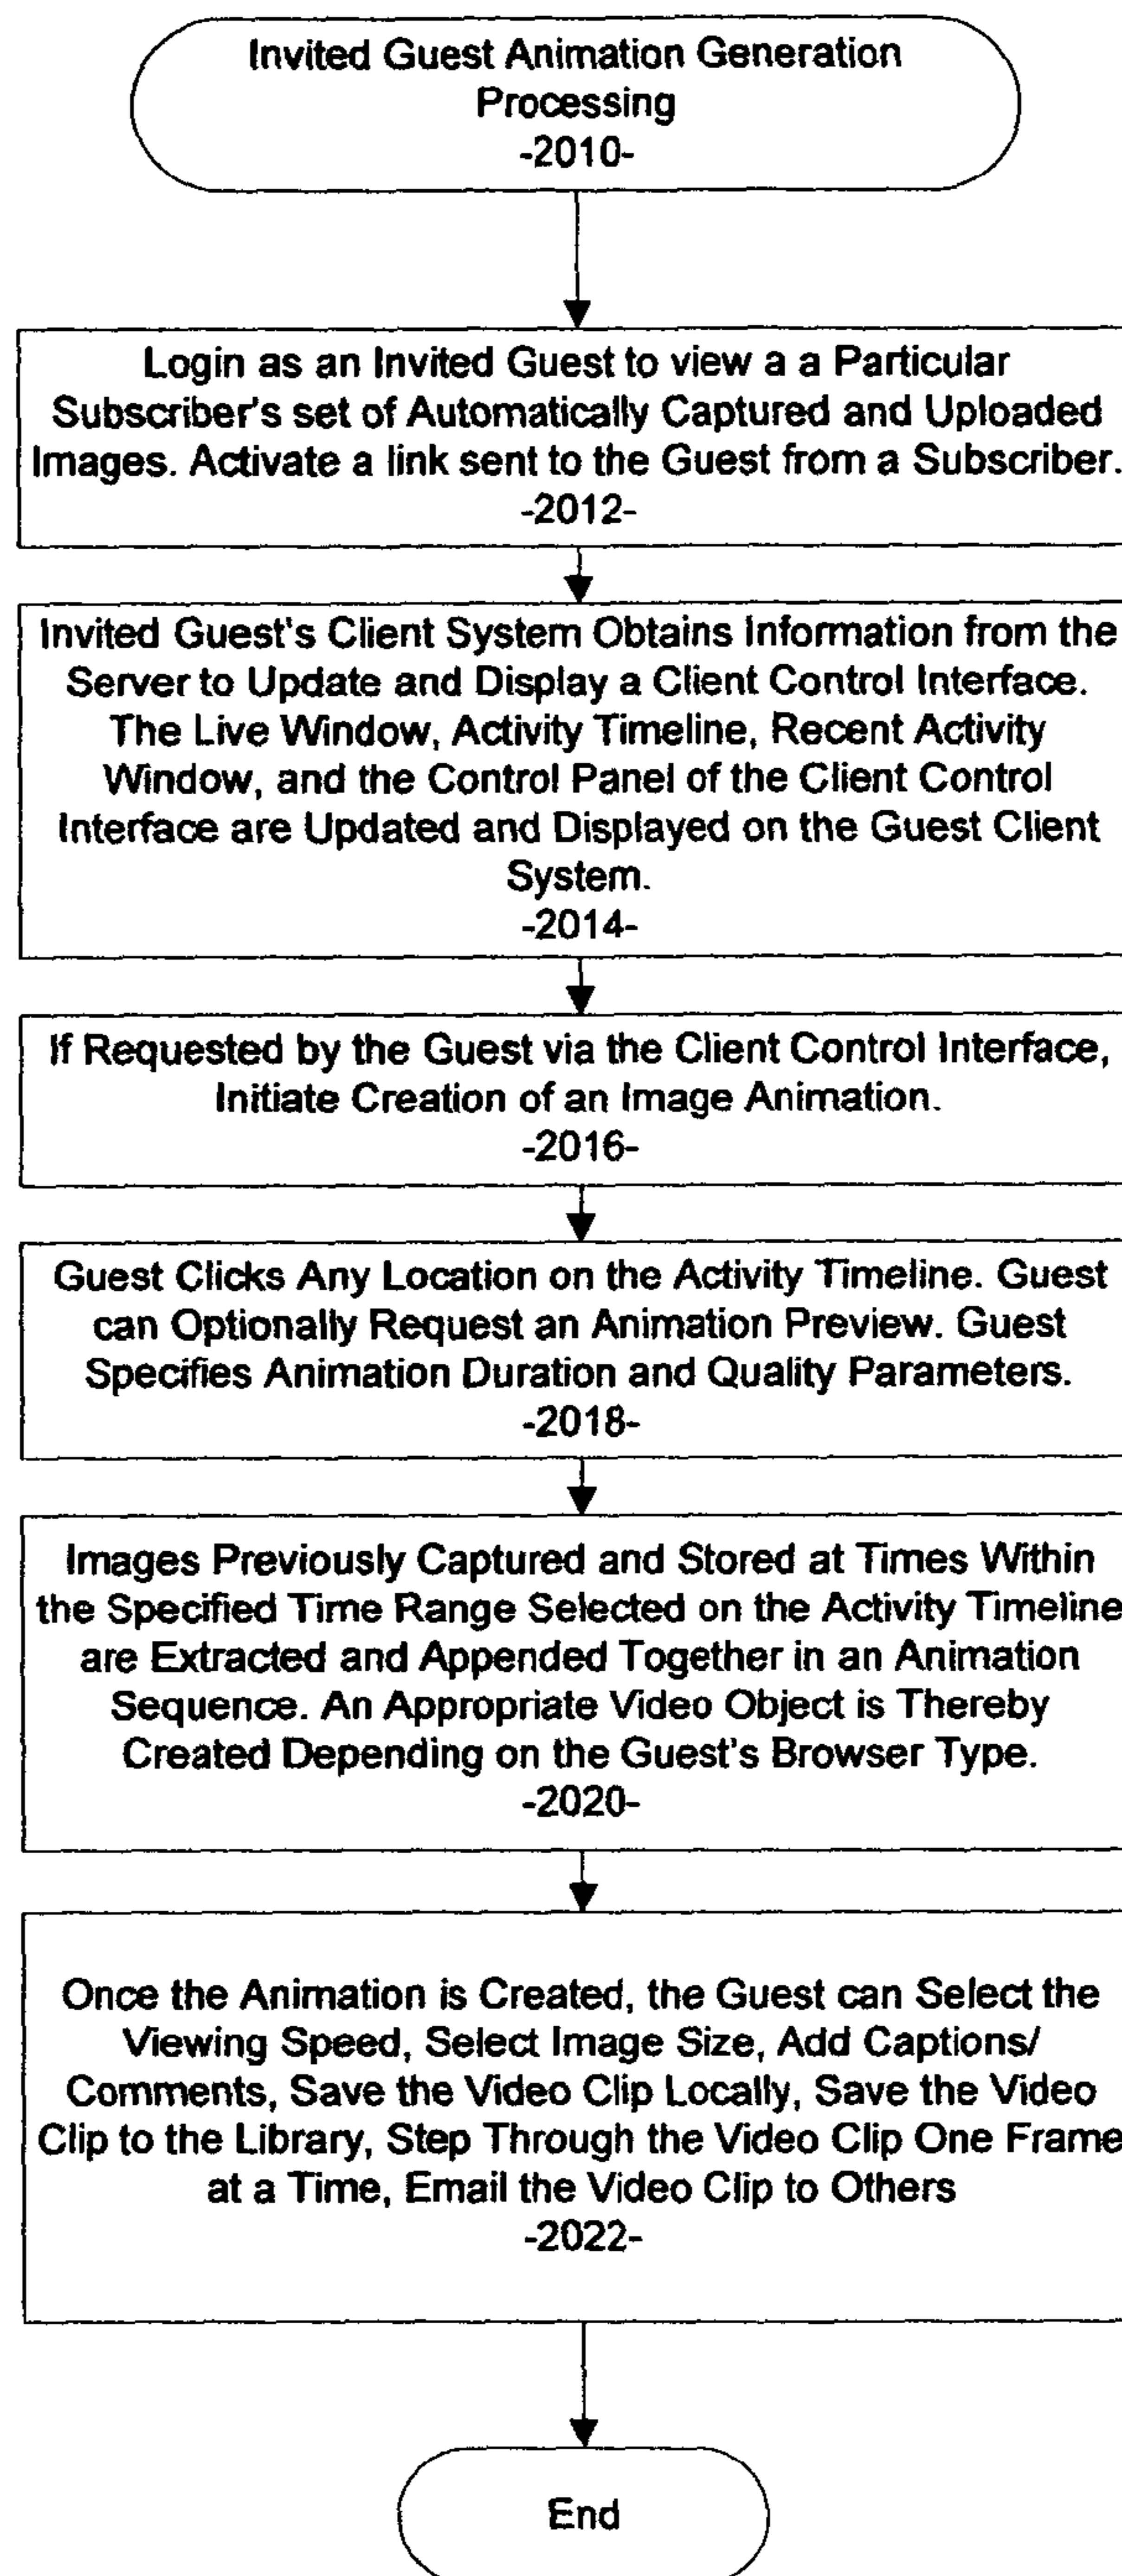 Invited Guest Animation Generation
Processing
-2010-
Login as an Invited Guest to view a a Particular
Subscriber's set of Automatically Captured and Uploaded
Images. Activate a link sent to the Guest from a Subscriber.
-2012-
Invited Guest's Client System Obtains Information from the
Server to Update and Display a Client Control Interface.
The Live Window, Activity Timeline, Recent Activity
Window, and the Control Panel of the Client Control
Interface are Updated and Displayed on the Guest Client
System.
-2014-
If Requested by the Guest via the Client Control Interface,
Initiate Creation of an Image Animation.
-2016-
Guest Clicks Any Location on the Activity Timeline. Guest
can Optionally Request an Animation Preview. Guest
Specifies Animation Duration and Quality Parameters.
-2018-
Images Previously Captured and Stored at Times Within
the Specified Time Range Selected on the Activity Timeline
are Extracted and Appended Together in an Animation
Sequence. An Appropriate Video Object is Thereby
Created Depending on the Guest's Browser Type.
-2020-
Once the Animation is Created, the Guest can Select the
Viewing Speed, Select Image Size, Add Captions/
Comments, Save the Video Clip Locally, Save the Video
Clip to the Library, Step Through the Video Clip One Frame
at a Time, Email the Video Clip to Others
-2022-
End